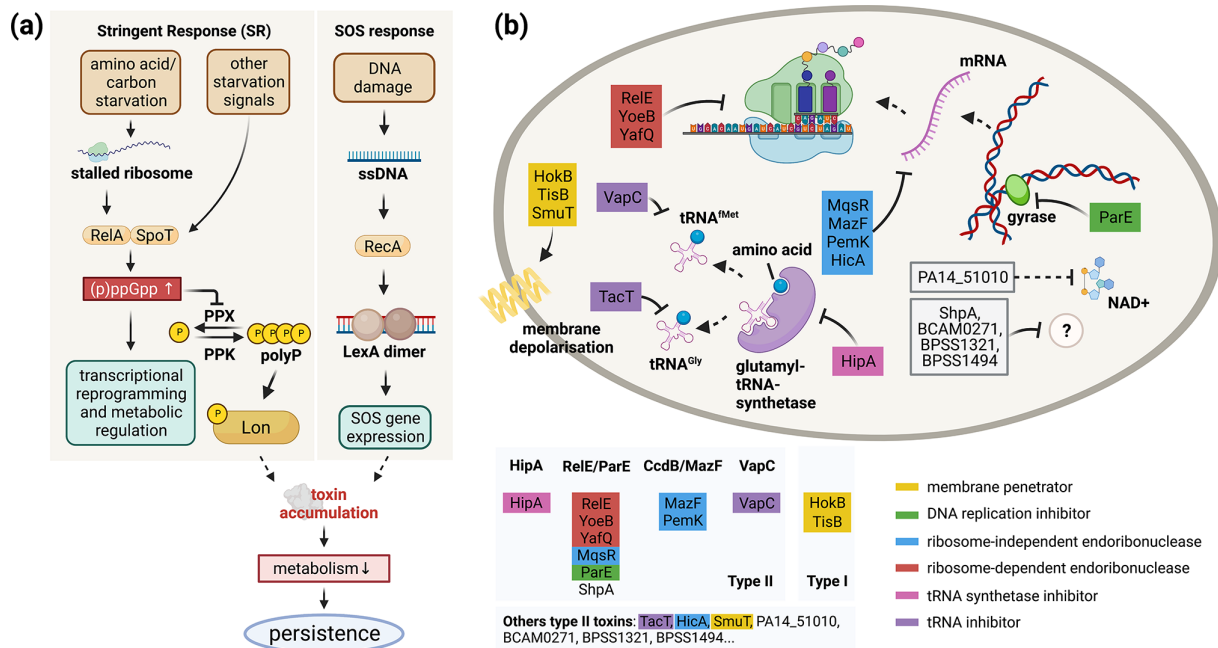 (a)
Stringent Response (SR)
SOS response
amino acid/
carbon
starvation
other
starvation
signals
DNA
damage
stalled ribosome
ssDNA
RelA
SpoT
RecA
(p)ppGpp ↑
PPX
P
P P P P
PPK
polyP
LexA dimer
transcriptional
reprogramming
and metabolic
regulation
P
Lon
SOS gene
expression
toxin
accumulation
metabolism↓
persistence
(b)
RelE
YoeB
YafQ
mRNA
HokB
TisB
SmuT
VapC
tRNAfMet
amino acid
MqsR
MazF
PemK
HicA
gyrase
ParE
PA14_51010
NAD+
TacT
ShpA,
BCAM0271,
BPSS1321,
BPSS1494
?
membrane
depolarisation
tRNAGly
glutamyl-
tRNA-
synthetase
HipA
HipA
RelE/ParE
CcdB/MazF
VapC
HipA
RelE
YoeB
YafQ
MqsR
ParE
ShpA
MazF
PemK
VapC
HokB
TisB
Type II
Type I
Others type II toxins: TacT, HicA, SmuT, PA14_51010,
BCAM0271, BPSS1321, BPSS1494...
membrane penetrator
DNA replication inhibitor
ribosome-independent endoribonuclease
ribosome-dependent endoribonuclease
tRNA synthetase inhibitor
tRNA inhibitor